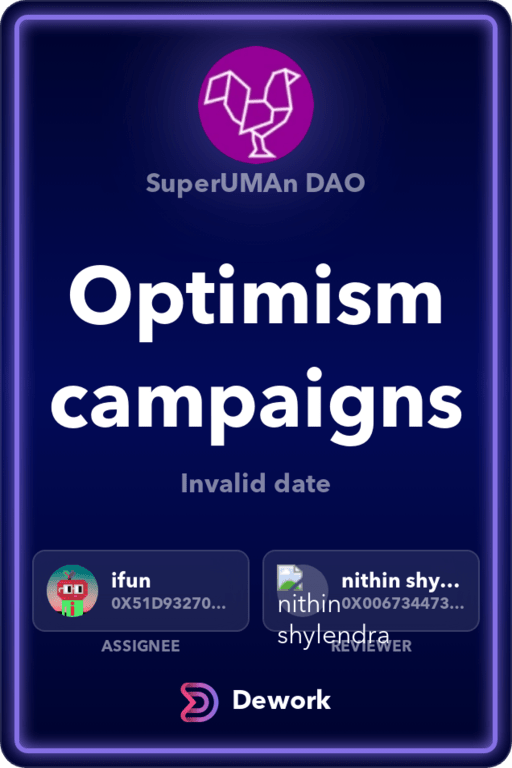 SuperUMAn DAO
Optimism
campaigns
Invalid date
ifun
0X51D93270...
ASSIGNEE
nithin shy...
0X006734473...
nithin
shylendra
REVIEWER
Dework